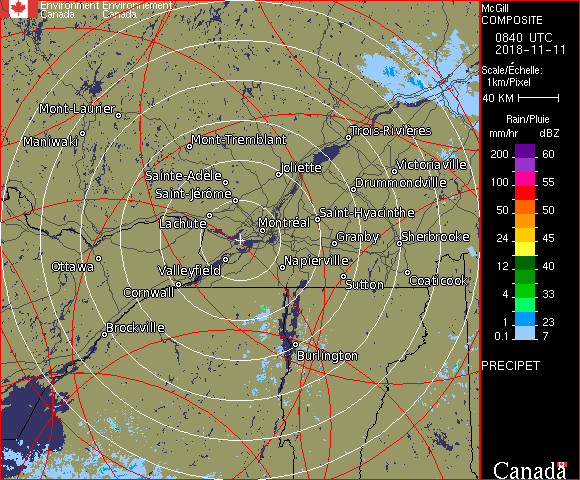 Environment Environnement
Canada Canada
McGill
COMPOSITE
0840 UTC
2018-11-11
Scale/Échelle:
1km/Pixel
40 KM
Rain/Pluie
mm/hr dBZ
200 60
100 55
50 50
24 45
12 40
4 33
1 30
0.5 23
0.1 7
PRECIPET
Canada
Mont-Laurier
Maniwaki
Mont-Tremblant
Trois-Rivières
Sainte-Adèle
Joliette
Victoriaville
Saint-Jérôme
Drummondville
Lachute
Montréal
Saint-Hyacinthe
Granby
Sherbrooke
Ottawa
Valleyfield
Napierville
Cornwall
Sutton
Coaticook
Brockville
Burlington